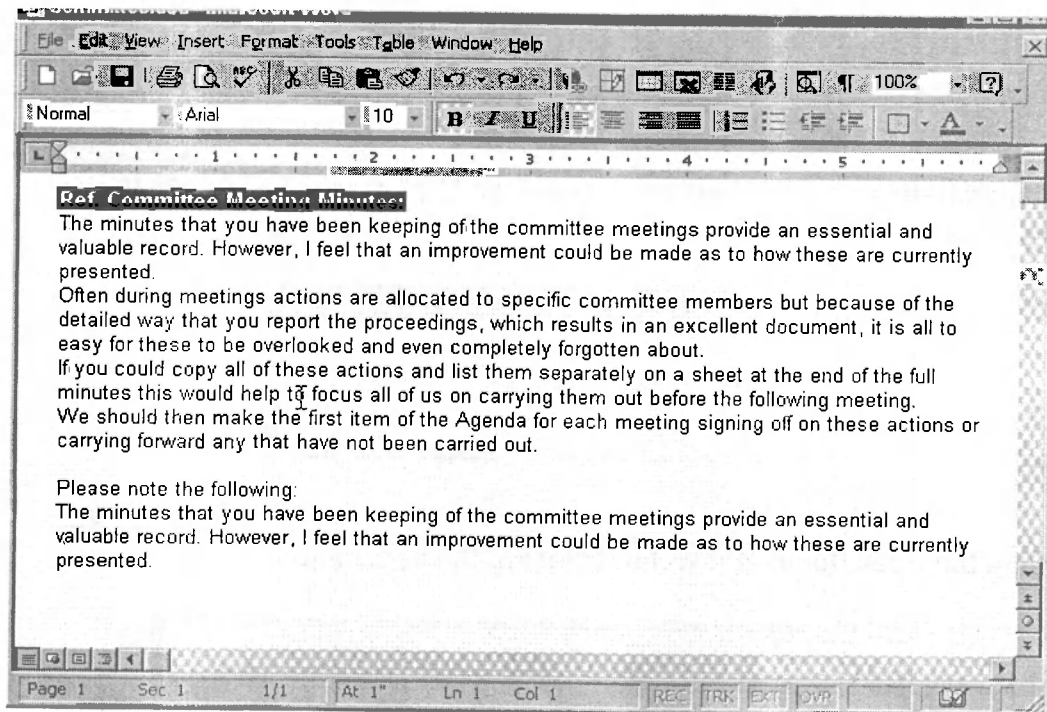 File Edit View Insert Format Tools Table Window Help
100%
Normal Arial 10 B I U A
1 2 3 4 5
Ref. Committee Meeting Minutes:
The minutes that you have been keeping of the committee meetings provide an essential and
valuable record. However, I feel that an improvement could be made as to how these are currently
presented.
Often during meetings actions are allocated to specific committee members but because of the
detailed way that you report the proceedings, which results in an excellent document, it is all to
easy for these to be overlooked and even completely forgotten about.
If you could copy all of these actions and list them separately on a sheet at the end of the full
minutes this would help to focus all of us on carrying them out before the following meeting.
We should then make the first item of the Agenda for each meeting signing off on these actions or
carrying forward any that have not been carried out.
Please note the following:
The minutes that you have been keeping of the committee meetings provide an essential and
valuable record. However, I feel that an improvement could be made as to how these are currently
presented.
Page 1 Sec 1 1/1 At 1" Ln 1 Col 1 REC TRK EXT OVR